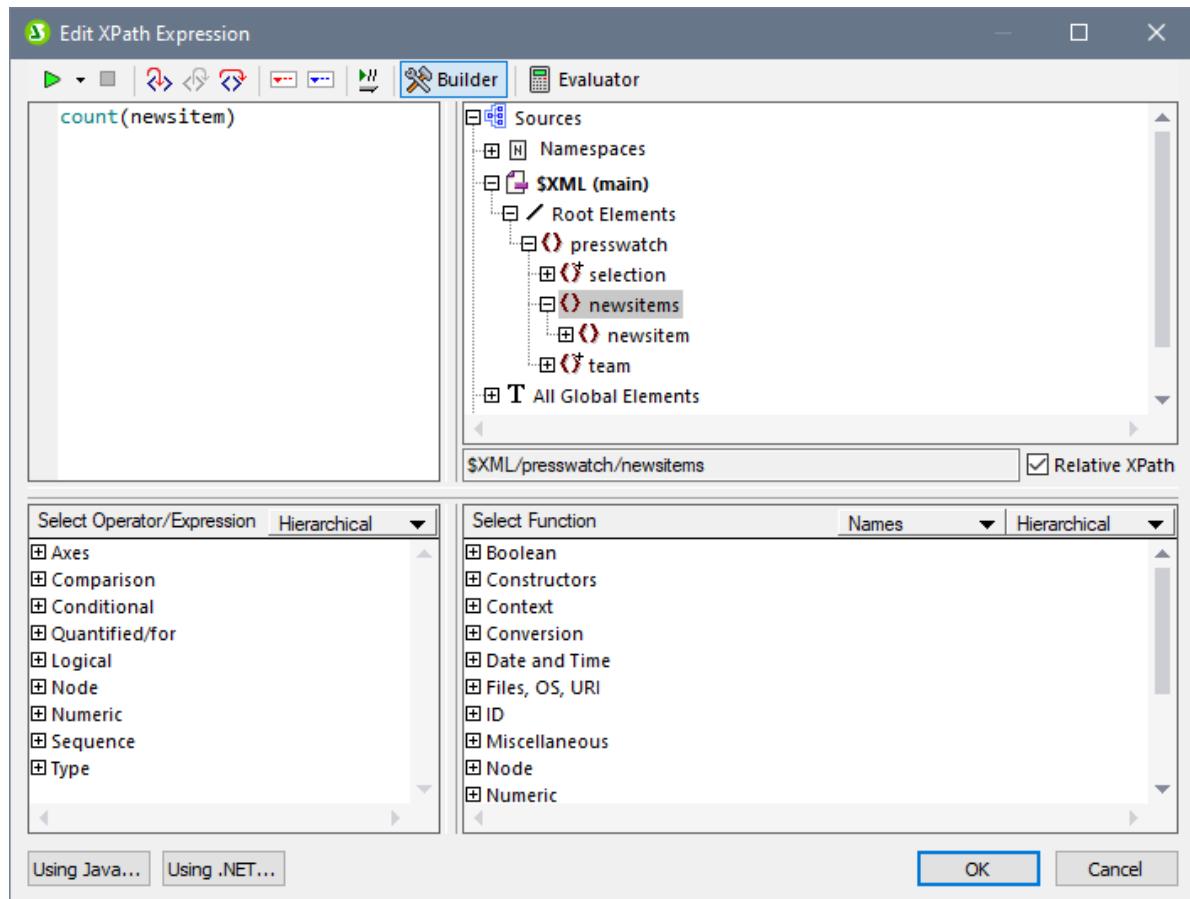 Edit XPath Expression
Builder
Evaluator
count(newsitem)
Sources
N Namespaces
$XML (main)
Root Elements
presswatch
selection
newsitems
newsitem
team
T All Global Elements
$XML/presswatch/newsitems
Relative XPath
Select Operator/Expression Hierarchical
Axes
Comparison
Conditional
Quantified/for
Logical
Node
Numeric
Sequence
Type
Select Function Names Hierarchical
Boolean
Constructors
Context
Conversion
Date and Time
Files, OS, URI
ID
Miscellaneous
Node
Numeric
Using Java...
Using .NET...
OK
Cancel